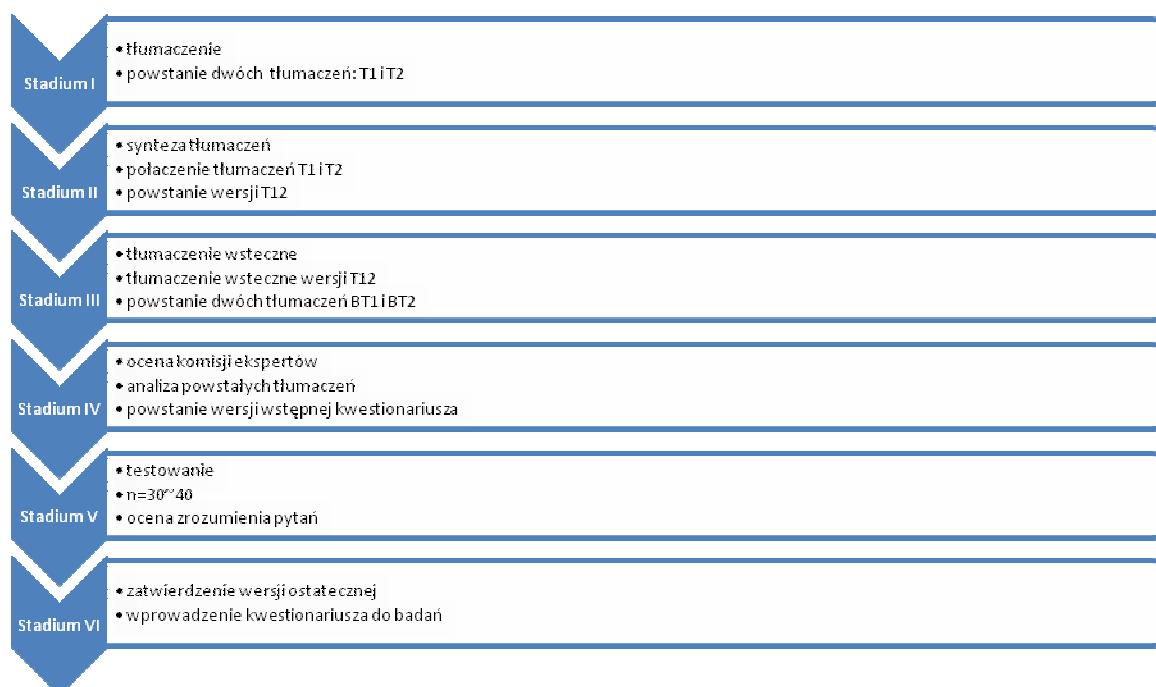 Stadium I
• tłumaczenie
• powstanie dwóch tłumaczeń: T1 i T2
Stadium II
• synteza tłumaczeń
• połaczenie tłumaczeń T1 i T2
• powstanie wersji T12
Stadium III
• tłumaczenie wsteczne
• tłumaczenie wsteczne wersji T12
• powstanie dwóch tłumaczeń BT1 i BT2
Stadium IV
• ocena komisji ekspertów
• analiza powstałych tłumaczeń
• powstanie wersji wstępnej kwestionariusza
Stadium V
• testowanie
• n=30~40
• ocena zrozumienia pytań
Stadium VI
• zatwierdzenie wersji ostatecznej
• wprowadzenie kwestionariusza do badań